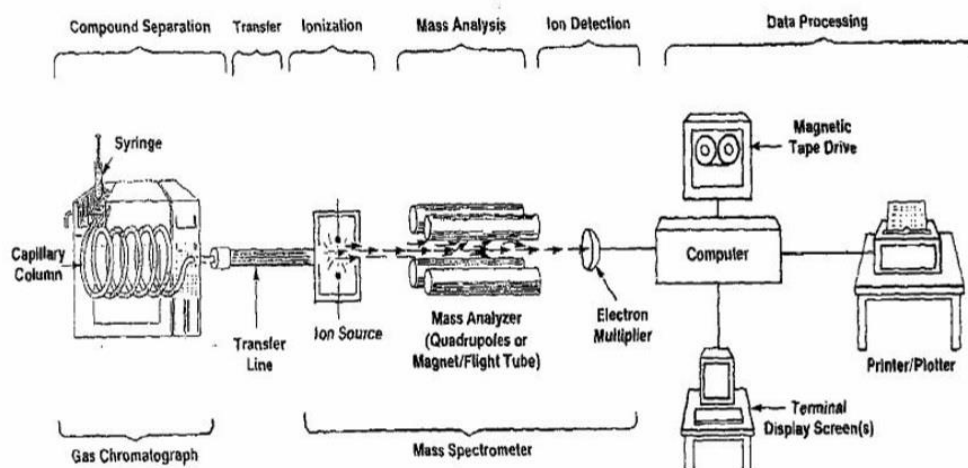 Compound Separation
Transfer
Ionization
Mass Analysis
Ion Detection
Data Processing
Syringe
Magnetic
Tape Drive
Capillary
Column
Computer
Transfer
Line
Ion Source
Mass Analyzer
(Quadrupoles or
Magnet/Flight Tube)
Electron
Multiplier
Printer/Plotter
Terminal
Display Screen(s)
Gas Chromatograph
Mass Spectrometer